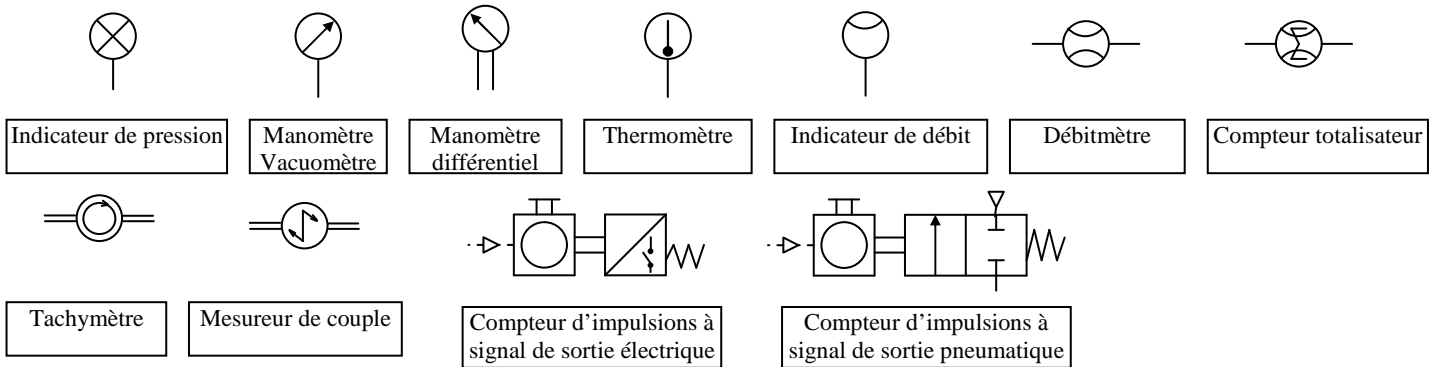 Indicateur de pression
Manomètre
Vacuomètre
Manomètre
différentiel
Thermomètre
Indicateur de débit
Débitmètre
Compteur totalisateur
Tachymètre
Mesureur de couple
Compteur d’impulsions à
signal de sortie électrique
Compteur d’impulsions à
signal de sortie pneumatique